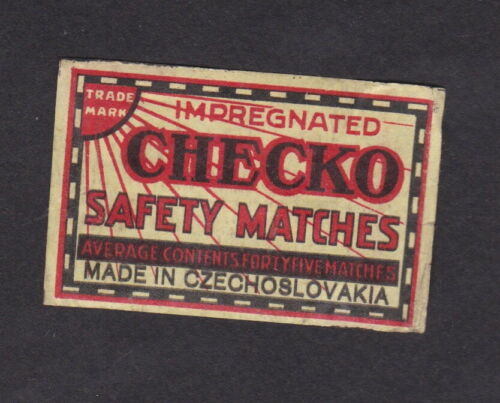 TRADE
MARK
IMPREGNATED
CHECKO
SAFETY MATCHES
AVERAGE CONTENTS FORTY FIVE MATCHES
MADE IN CZECHOSLOVAKIA